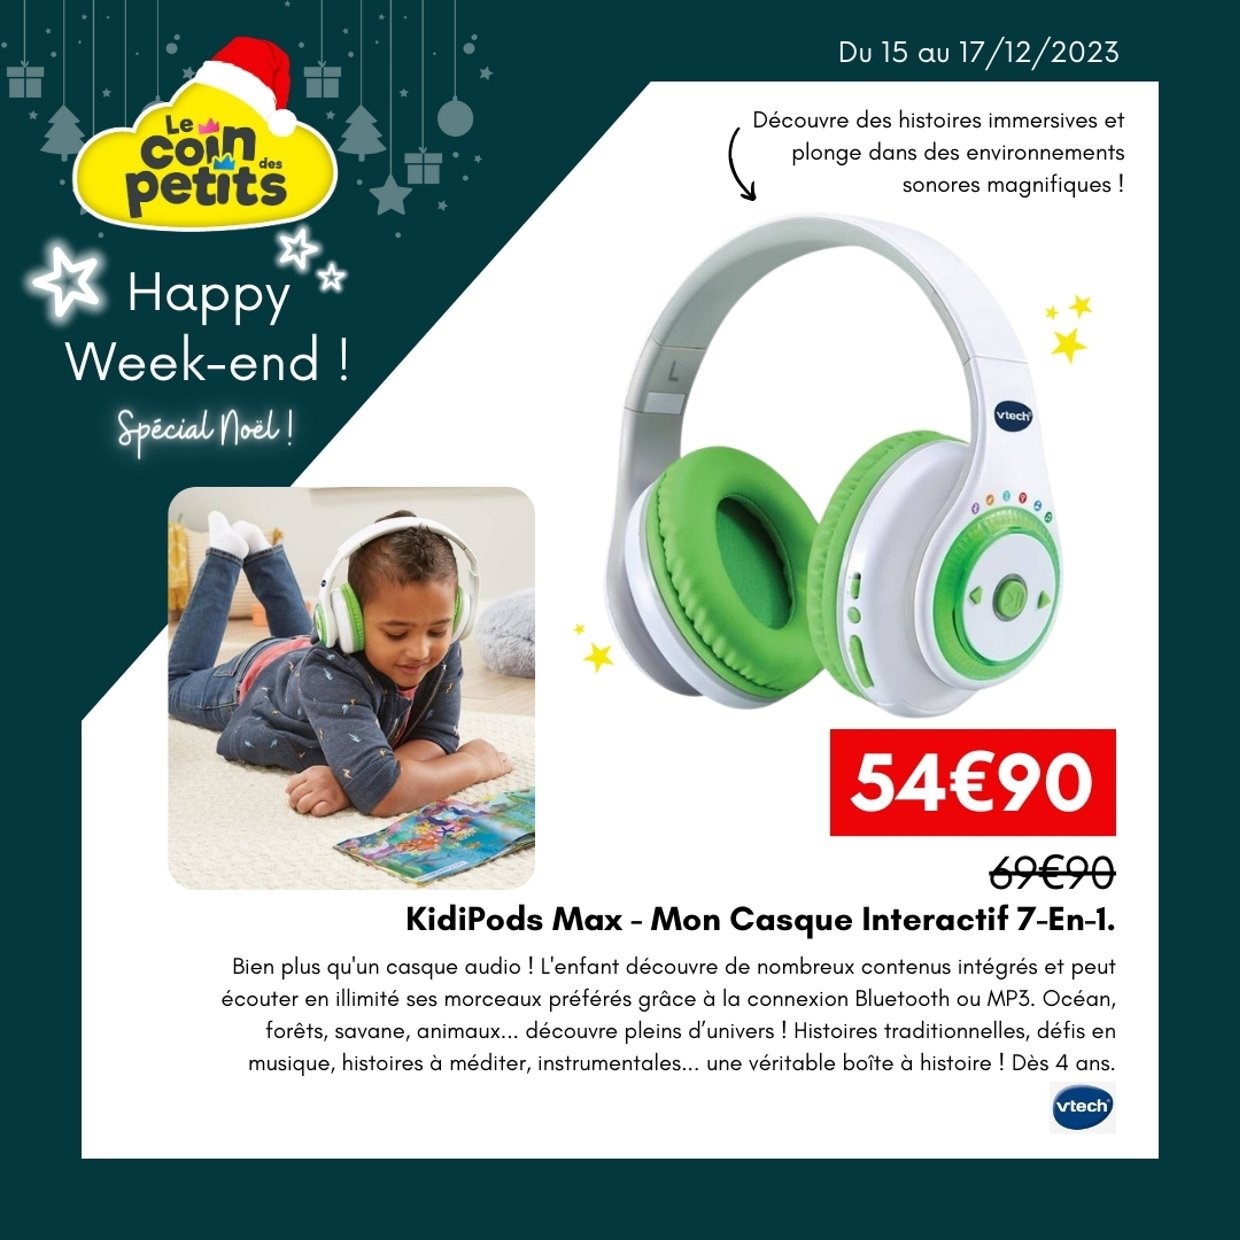 Du 15 au 17/12/2023
Le
coin
des
petits
Happy
Week-end !
Spécial Noël !
Découvre des histoires immersives et
plonge dans des environnements
sonores magnifiques !
L
vtech
54€90
69€90
KidiPods Max - Mon Casque Interactif 7-En-1.
Bien plus qu'un casque audio ! L'enfant découvre de nombreux contenus intégrés et peut
écouter en illimité ses morceaux préférés grâce à la connexion Bluetooth ou MP3. Océan,
forêts, savane, animaux... découvre pleins d’univers ! Histoires traditionnelles, défis en
musique, histoires à méditer, instrumentales... une véritable boîte à histoire ! Dès 4 ans.
vtech